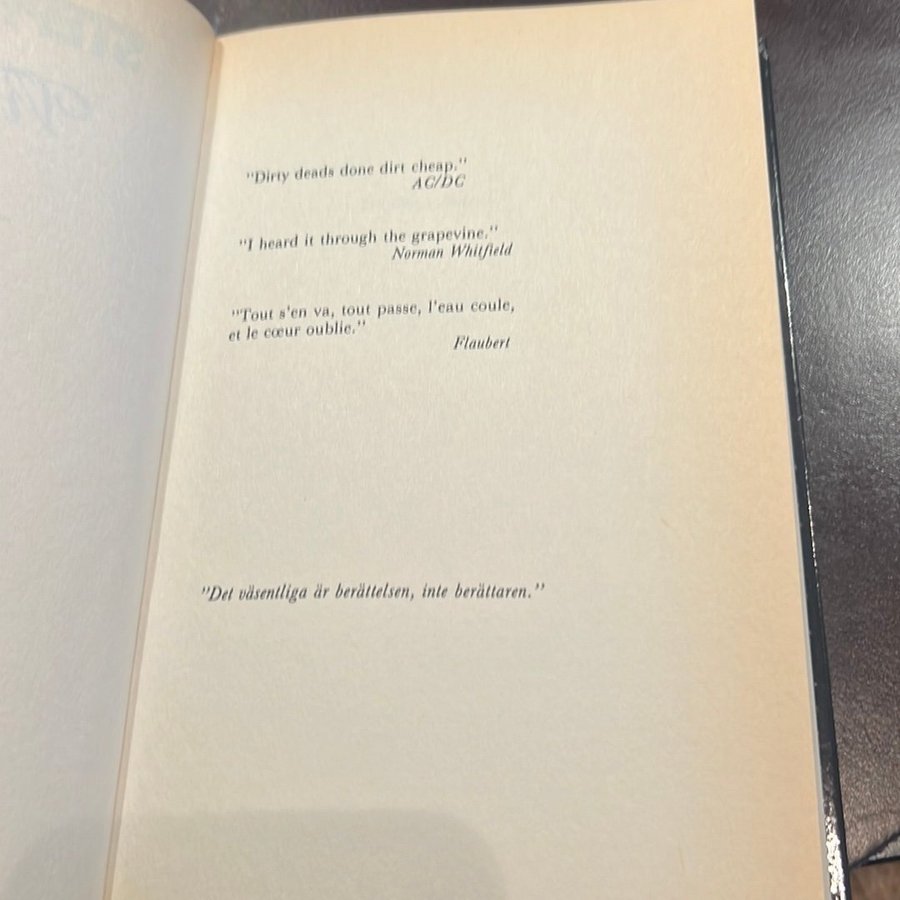 "Dirty deads done dirt cheap."
AC/DC
"I heard it through the grapevine."
Norman Whitfield
"Tout s'en va, tout passe, l'eau coule,
et le cœur oublie."
Flaubert
"Det väsentliga är berättelsen, inte berättaren."